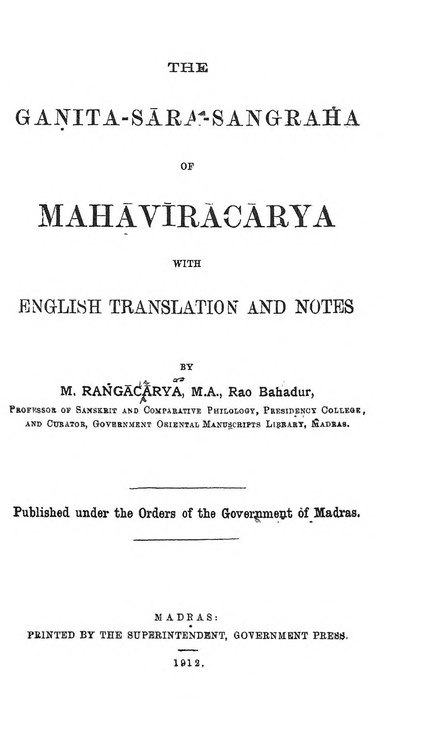 THE
GAṆITA-SĀRA-SANGRAHA
OF
MAHĀVĪRĀCĀRYA
WITH
ENGLISH TRANSLATION AND NOTES
BY
M. RAṄGĀCĀRYA, M.A., Rao Bahadur,
PROFESSOR OF SANSKRIT AND COMPARATIVE PHILOLOGY, PRESIDENCY COLLEGE,
AND CURATOR, GOVERNMENT ORIENTAL MANUSCRIPTS LIBRARY, MADRAS.
Published under the Orders of the Government of Madras.
MADRAS:
PRINTED BY THE SUPERINTENDENT, GOVERNMENT PRESS.
1912.